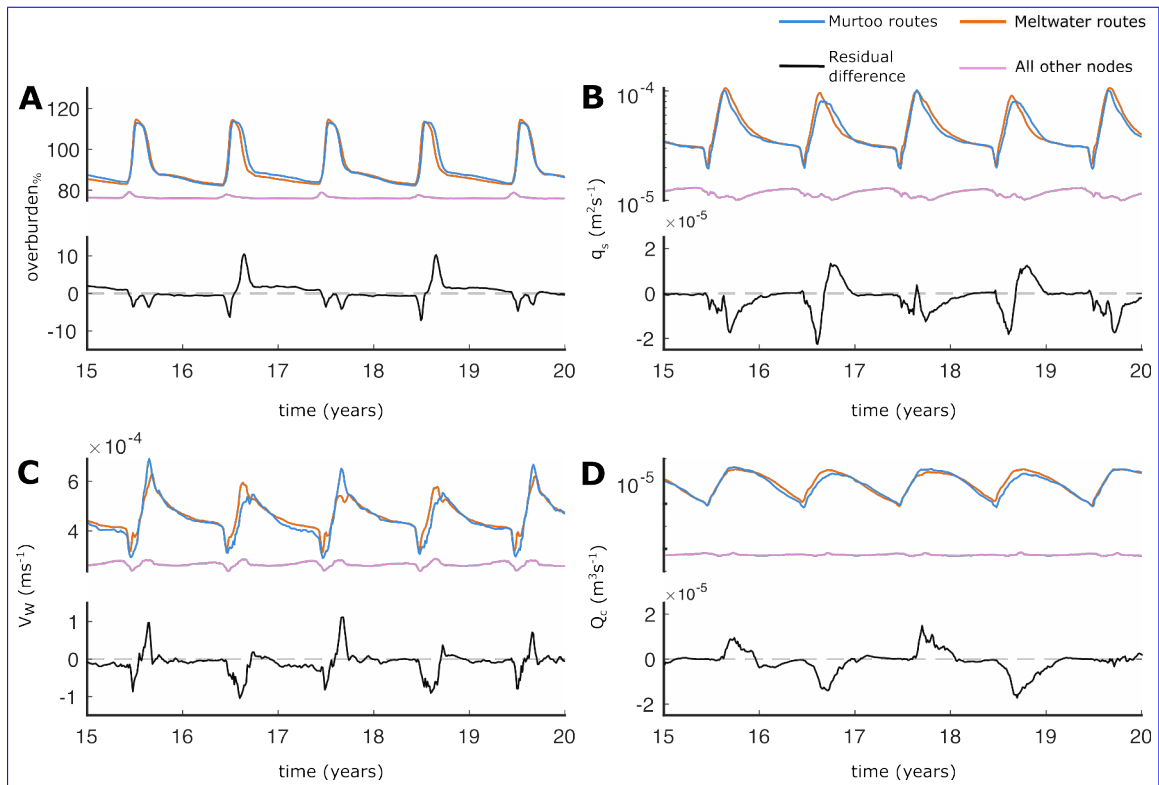 Murtoo routes
Meltwater routes
Residual
difference
All other nodes
A
120
100
80
overburden%
10
0
-10
15 16 17 18 19 20
time (years)
B
10⁻⁴
10⁻⁵
×10⁻⁵
qₛ (m²s⁻¹)
2
0
-2
15 16 17 18 19 20
time (years)
C
×10⁻⁴
6
4
Vw (ms⁻¹)
1
0
-1
15 16 17 18 19 20
time (years)
D
10⁻⁵
×10⁻⁵
Q꜀ (m³s⁻¹)
2
0
-2
15 16 17 18 19 20
time (years)